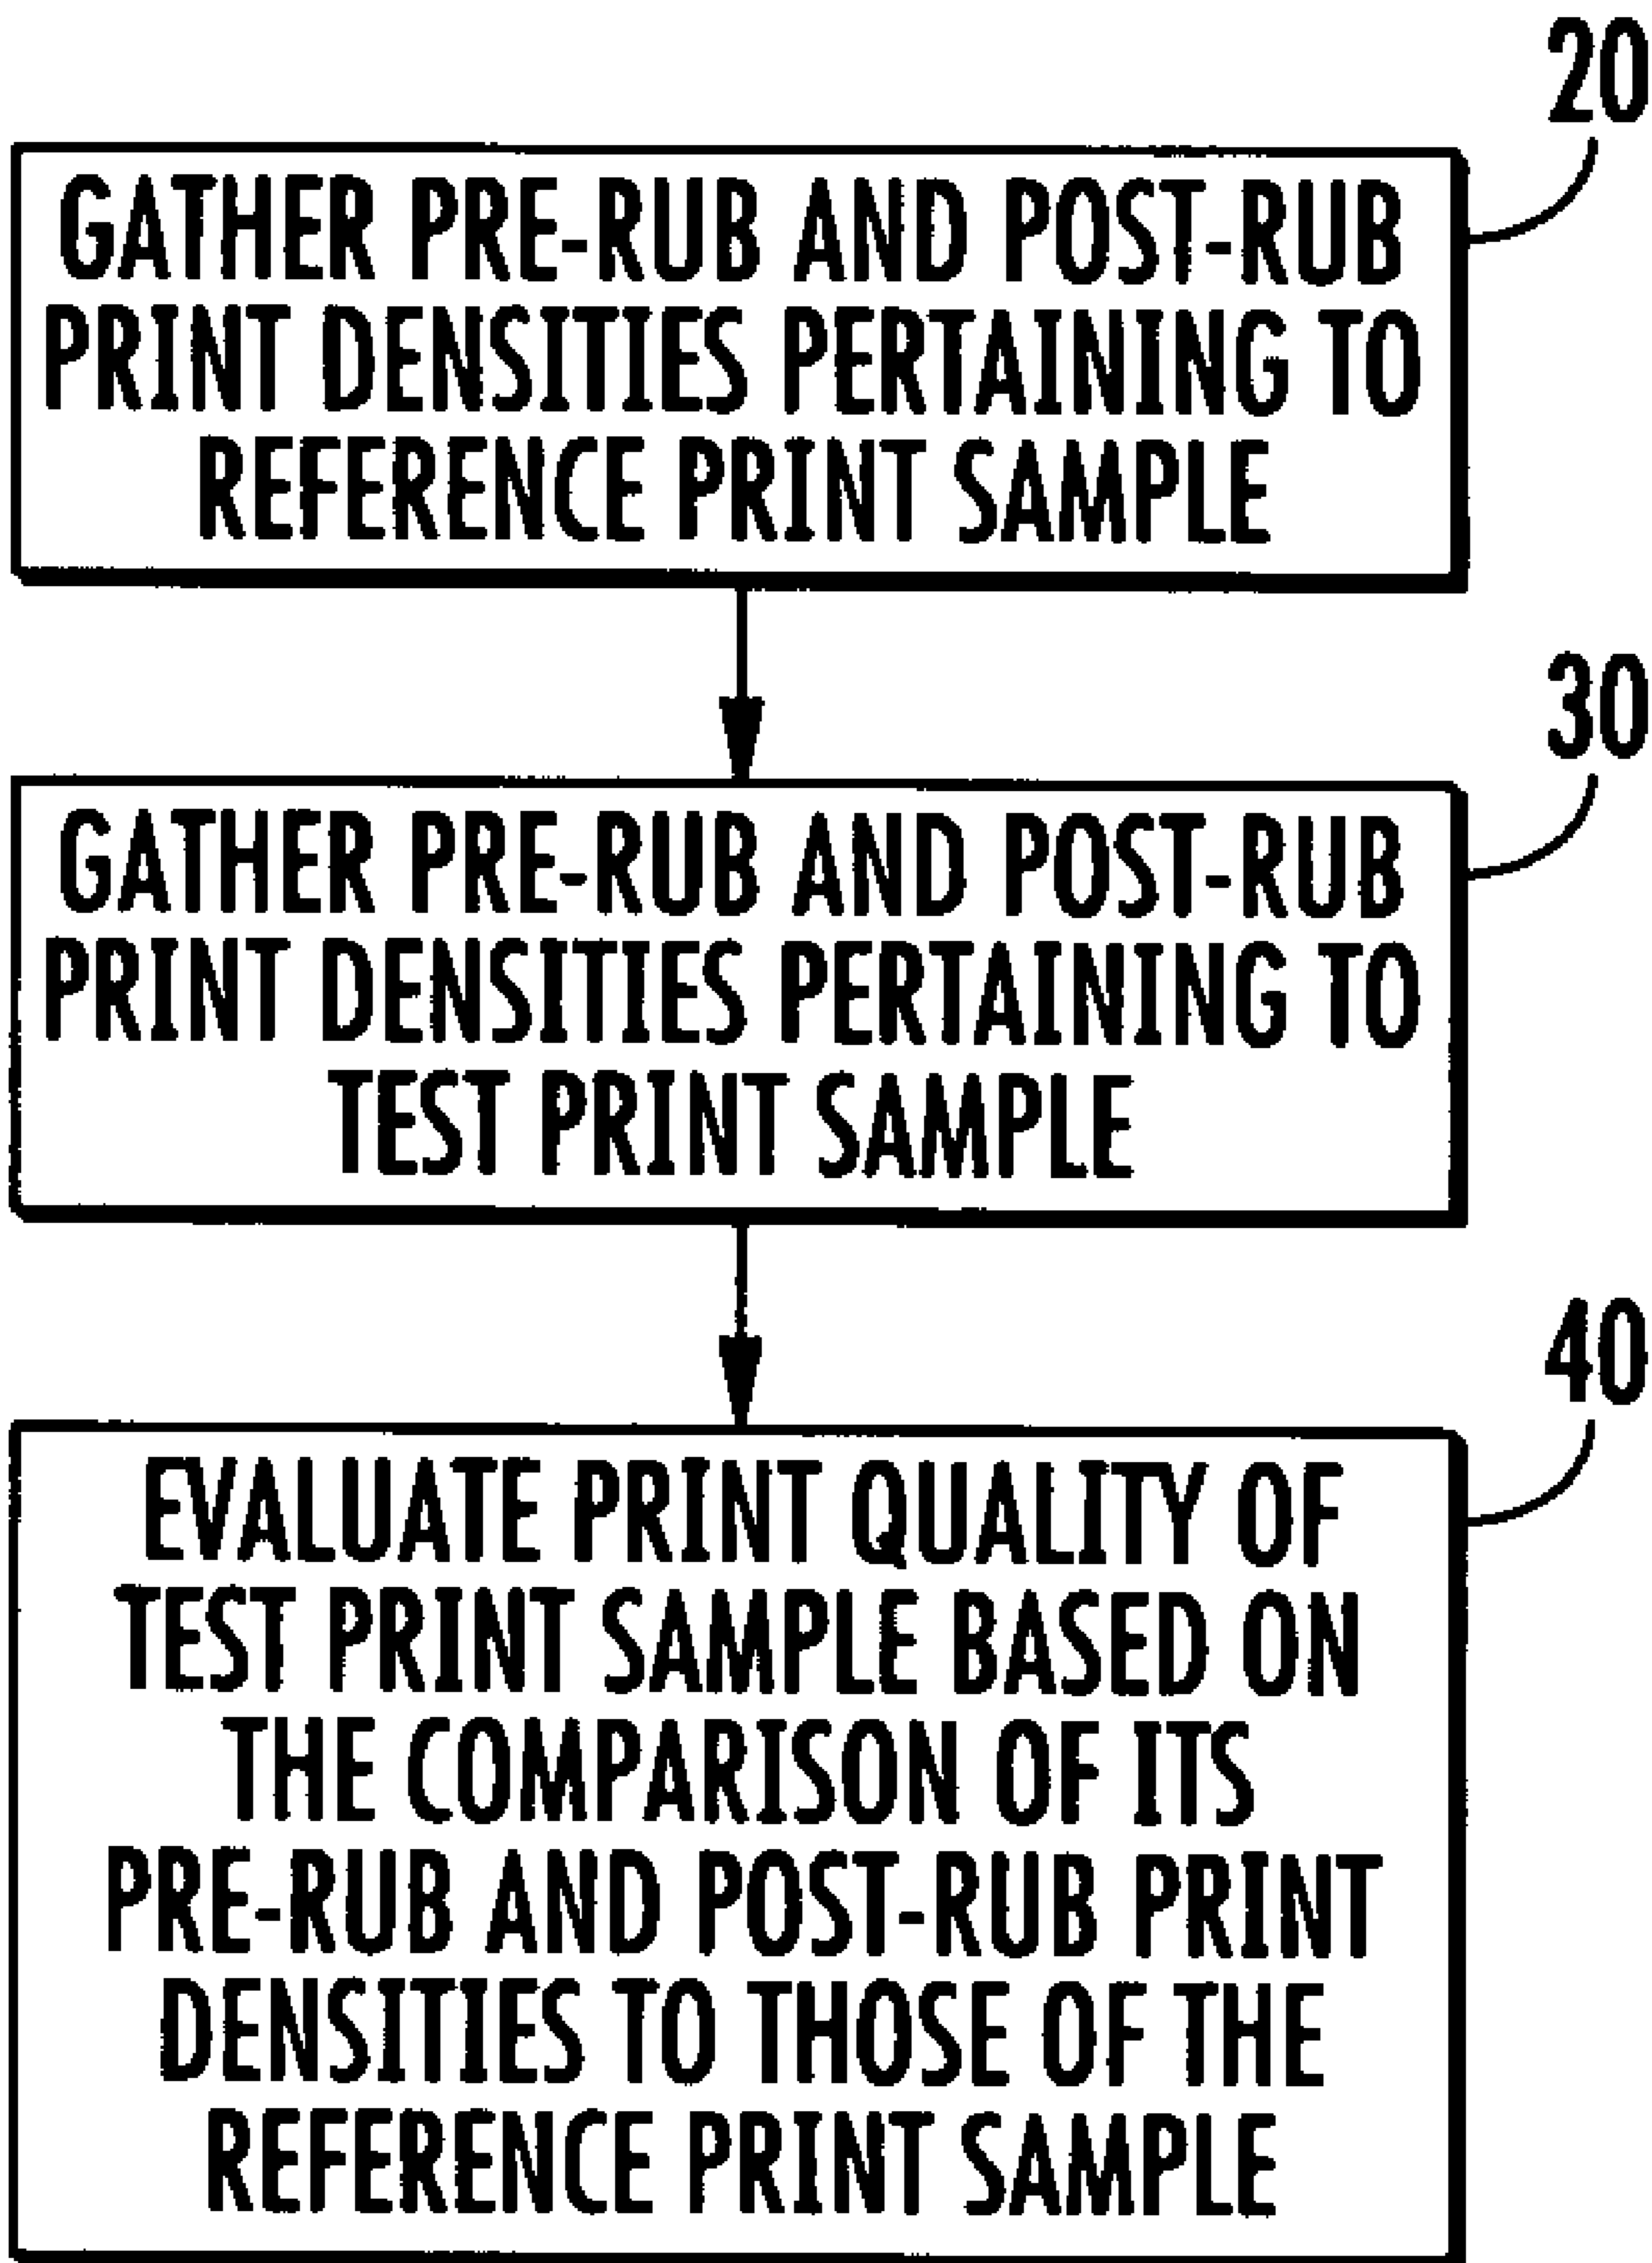 20
GATHER PRE-RUB AND POST-RUB
PRINT DENSITIES PERTAINING TO
REFERENCE PRINT SAMPLE
30
GATHER PRE-RUB AND POST-RUB
PRINT DENSITIES PERTAINING TO
TEST PRINT SAMPLE
40
EVALUATE PRINT QUALITY OF
TEST PRINT SAMPLE BASED ON
THE COMPARISON OF ITS
PRE-RUB AND POST-RUB PRINT
DENSITIES TO THOSE OF THE
REFERENCE PRINT SAMPLE